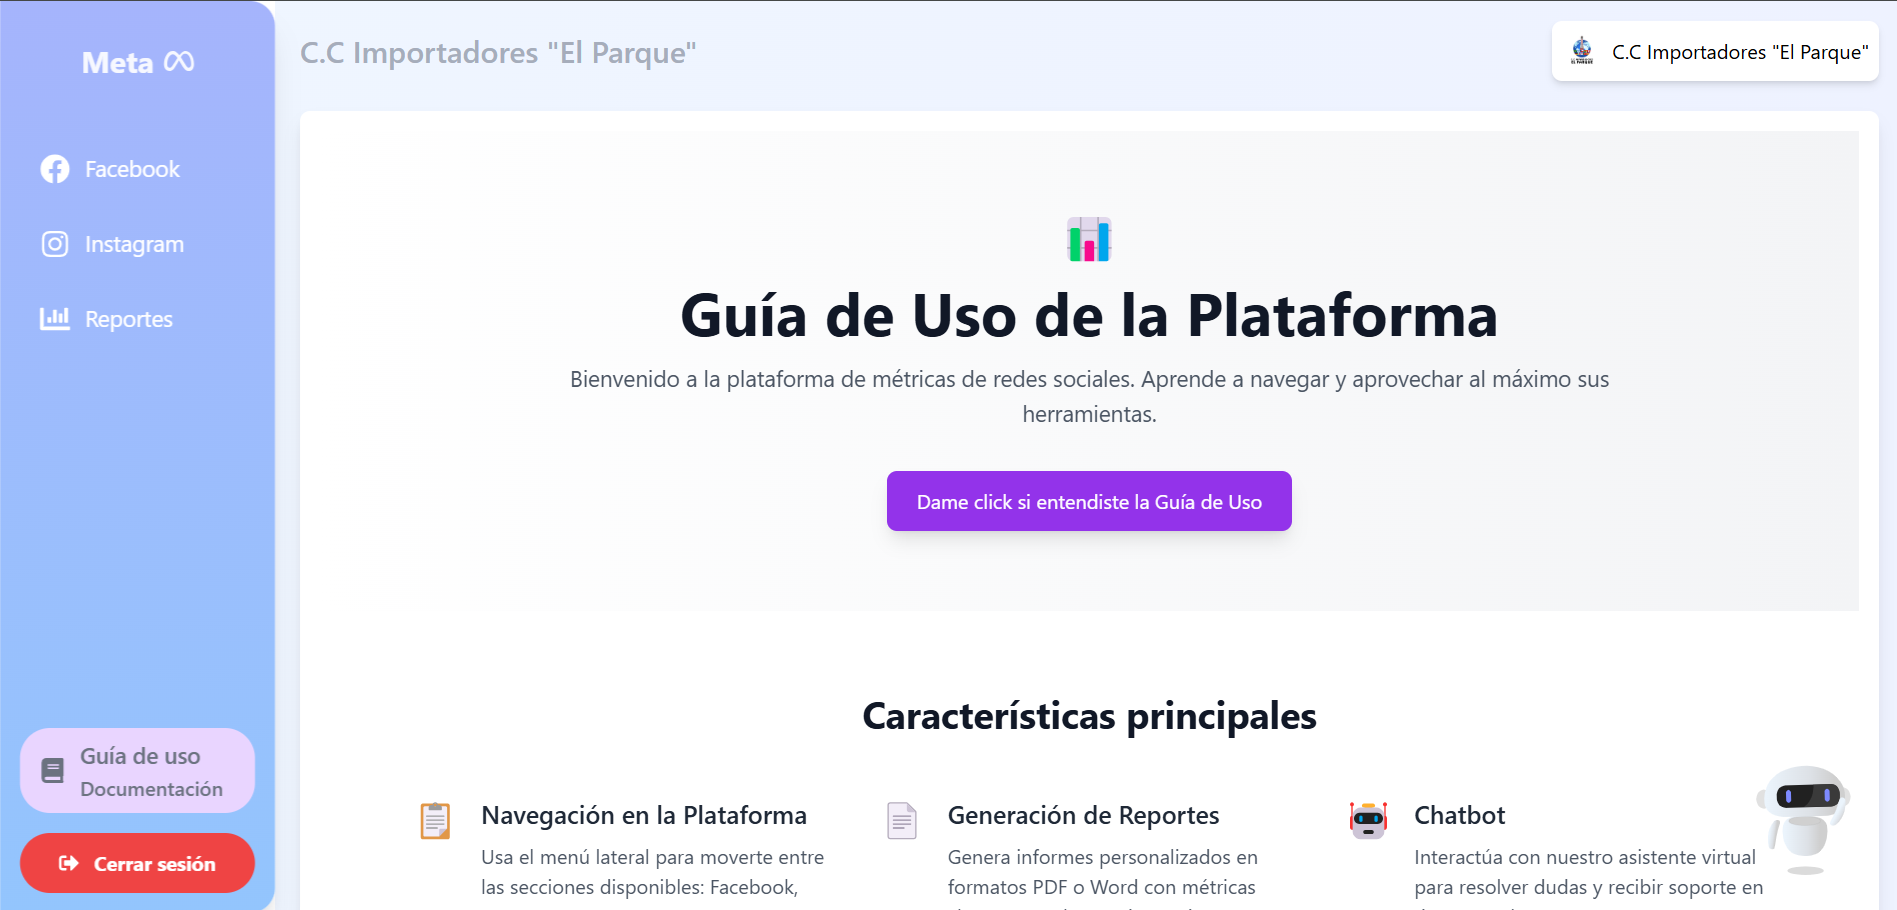 Meta
Facebook
Instagram
Reportes
Guía de uso
Documentación
Cerrar sesión
C.C Importadores "El Parque"
EL PARQUE
C.C Importadores "El Parque"
Guía de Uso de la Plataforma
Bienvenido a la plataforma de métricas de redes sociales. Aprende a navegar y aprovechar al máximo sus
herramientas.
Dame click si entendiste la Guía de Uso
Características principales
Navegación en la Plataforma
Usa el menú lateral para moverte entre
las secciones disponibles: Facebook,
Generación de Reportes
Genera informes personalizados en
formatos PDF o Word con métricas
Chatbot
Interactúa con nuestro asistente virtual
para resolver dudas y recibir soporte en